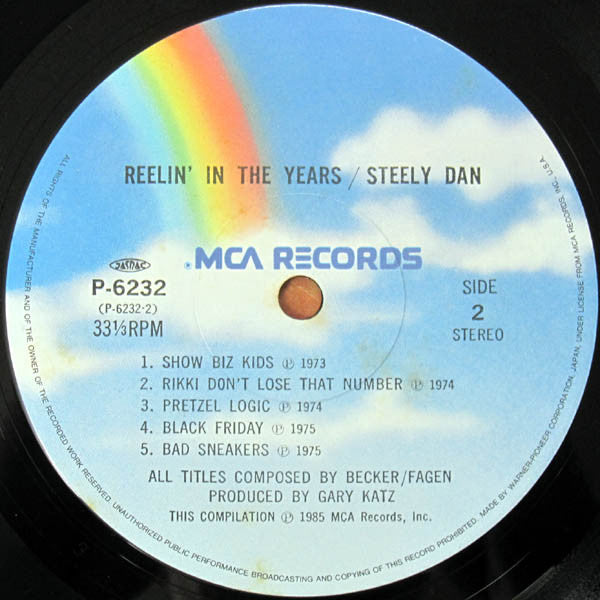 REELIN' IN THE YEARS / STEELY DAN
MCA RECORDS
JASRAC
P-6232
(P-6232-2)
33⅓RPM
SIDE
2
STEREO
1. SHOW BIZ KIDS Ⓟ 1973
2. RIKKI DON'T LOSE THAT NUMBER Ⓟ 1974
3. PRETZEL LOGIC Ⓟ 1974
4. BLACK FRIDAY Ⓟ 1975
5. BAD SNEAKERS Ⓟ 1975
ALL TITLES COMPOSED BY BECKER/FAGEN
PRODUCED BY GARY KATZ
THIS COMPILATION Ⓟ 1985 MCA Records, Inc.
ALL RIGHTS OF THE MANUFACTURER AND OF THE OWNER OF THE RECORDED WORK RESERVED. UNAUTHORIZED PUBLIC PERFORMANCE BROADCASTING AND COPYING OF THIS RECORD PROHIBITED. MADE BY WARNER-PIONEER CORPORATION, JAPAN, UNDER LICENSE FROM MCA RECORDS, INC. U.S.A.